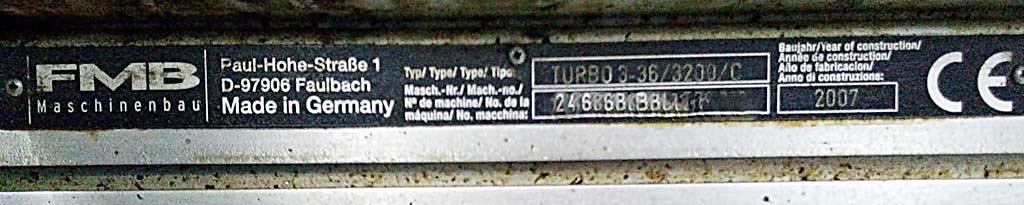 FMB
Maschinenbau
Paul-Hohe-Straße 1
D-97906 Faulbach
Made in Germany
Typ/ Type/ Type/ Tipo:
TURBO 3-36/3200/C
Masch.-Nr./ Mach.-no./
Nº de machine/ No. de la
máquina/ No. macchina:
Baujahr/Year of construction/
Année de construction/
Año de fabricación/
Anno di construzione:
2007
CE